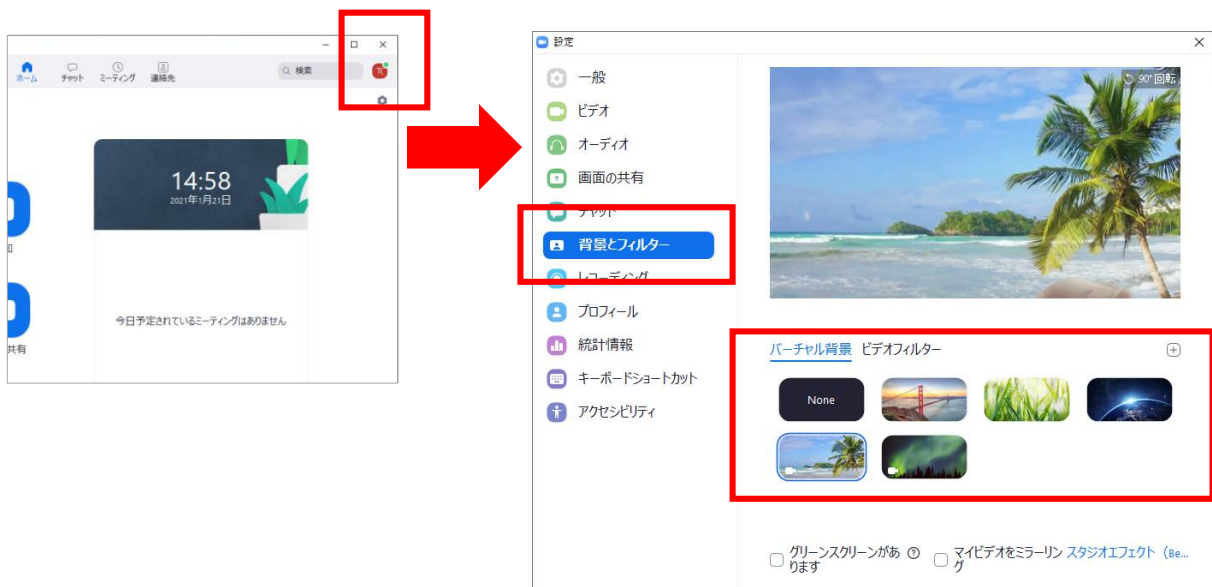 ホーム
チャット
ミーティング
連絡先
検索
14:58
2021年1月21日
今日予定されているミーティングはありません
共有
設定
一般
ビデオ
オーディオ
画面の共有
チャット
背景とフィルター
レコーディング
プロフィール
統計情報
キーボードショートカット
アクセシビリティ
90°回転
バーチャル背景 ビデオフィルター
None
グリーンスクリーンがあ
ります
マイビデオをミラーリン
グ
スタジオエフェクト（Be...